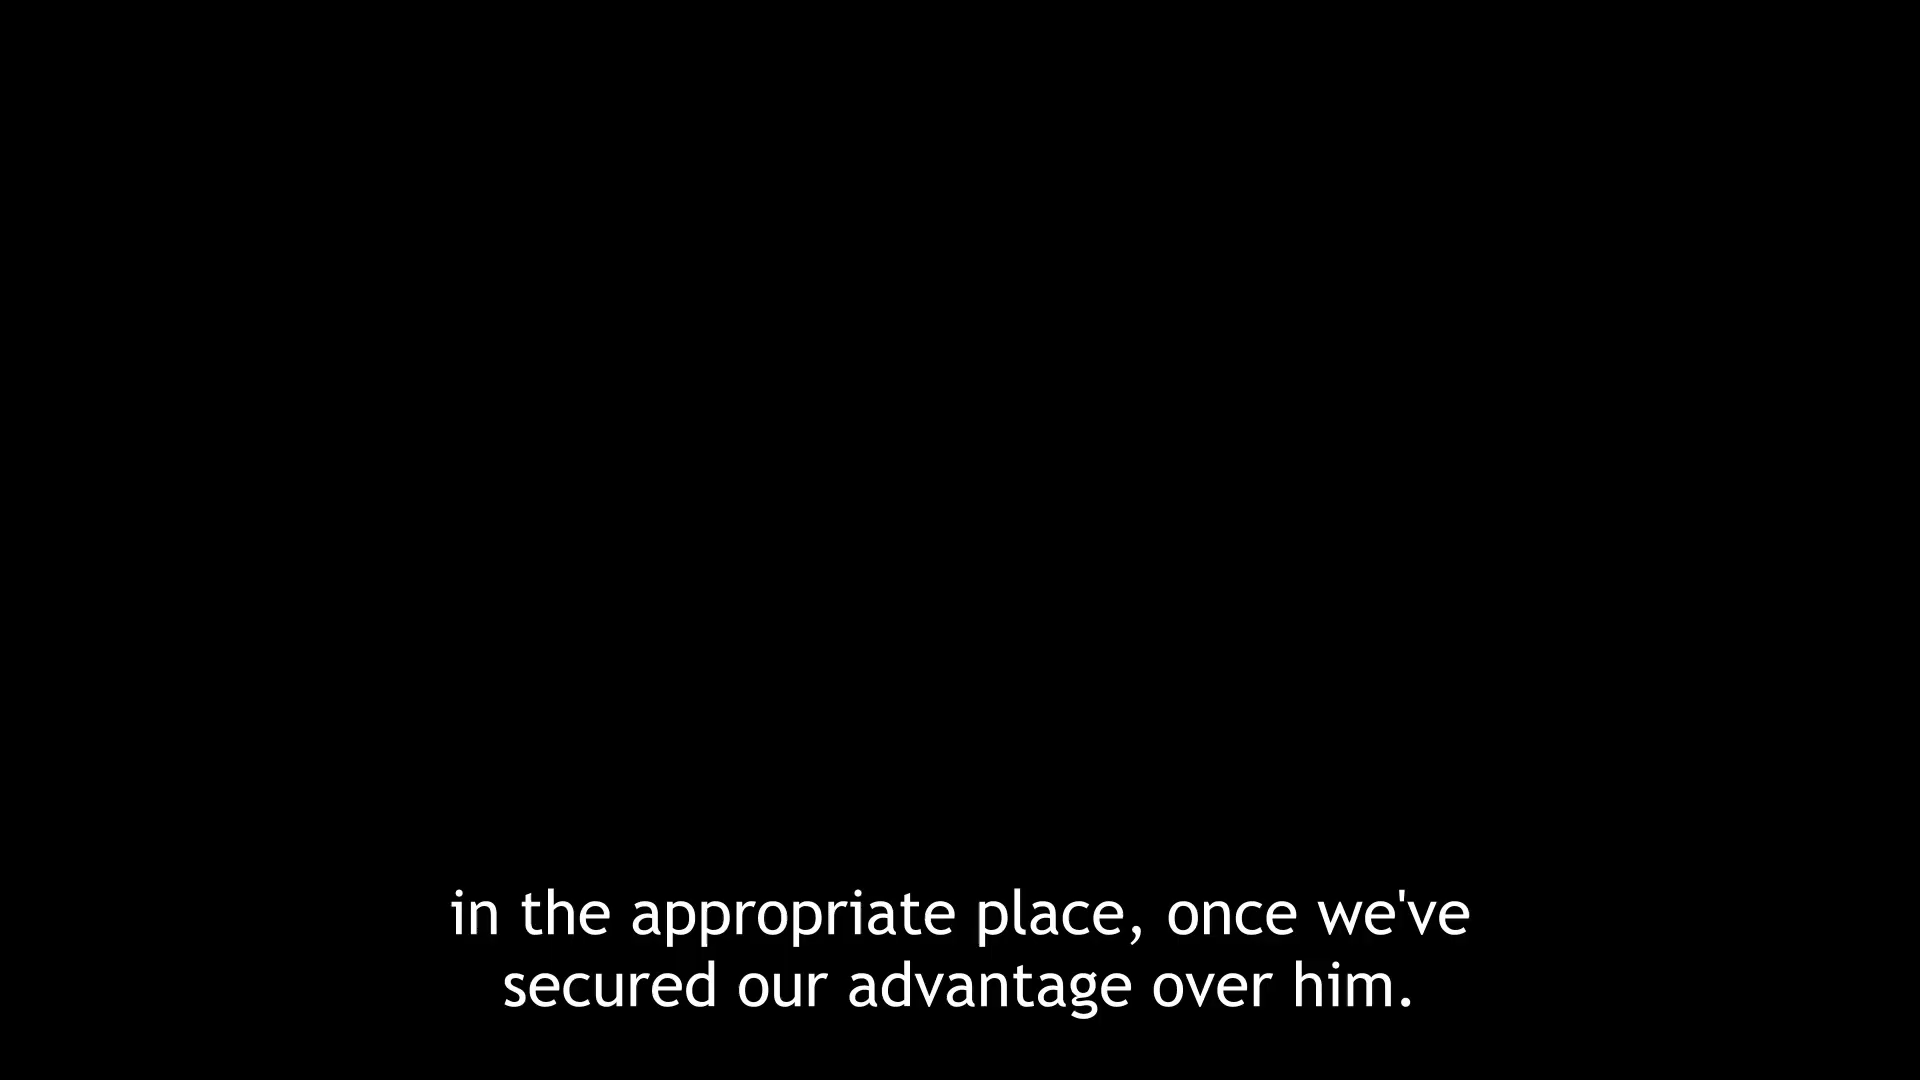 in the appropriate place, once we've
secured our advantage over him.